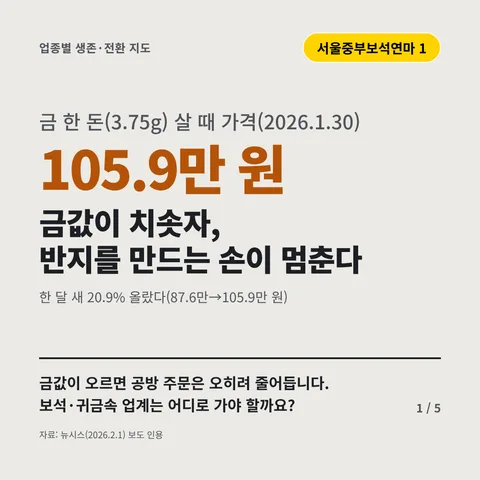 업종별 생존·전환 지도
서울중부보석연마 1
금 한 돈(3.75g) 살 때 가격(2026.1.30)
105.9만 원
금값이 치솟자,
반지를 만드는 손이 멈춘다
한 달 새 20.9% 올랐다(87.6만→105.9만 원)
금값이 오르면 공방 주문은 오히려 줄어듭니다.
보석·귀금속 업계는 어디로 가야 할까요?
1 / 5
자료: 뉴시스(2026.2.1) 보도 인용